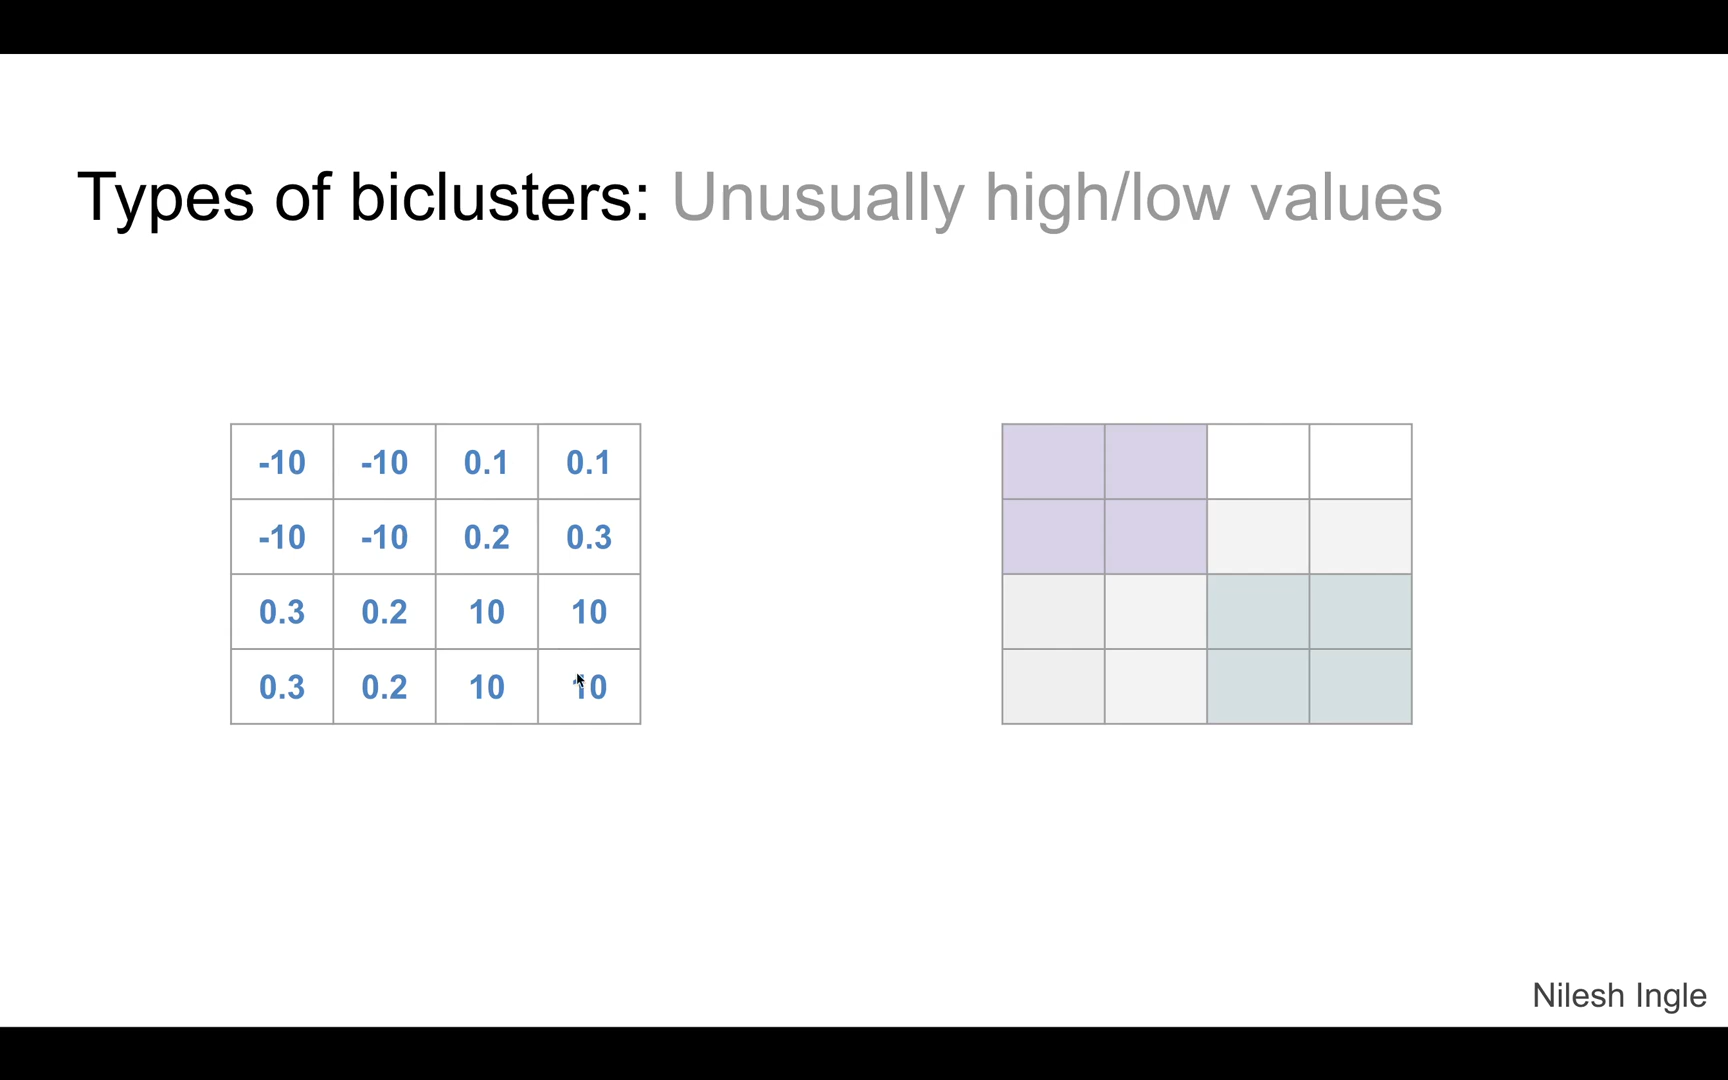 Types of biclusters: Unusually high/low values
-10 -10 0.1 0.1
-10 -10 0.2 0.3
0.3 0.2 10 10
0.3 0.2 10 10
Nilesh Ingle